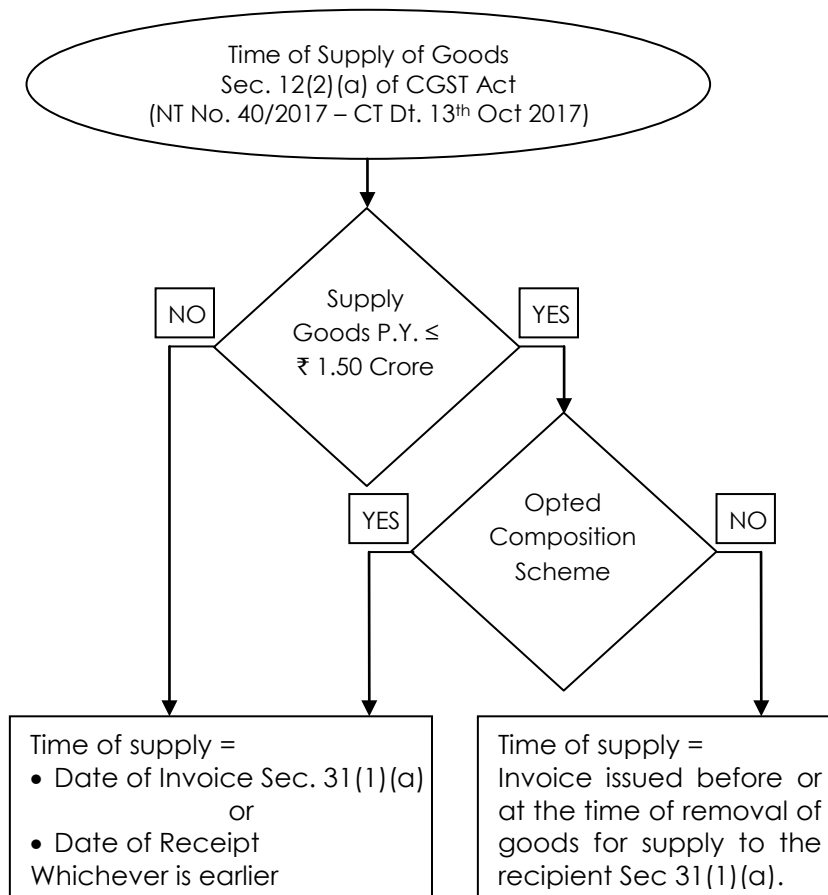 Time of Supply of Goods
Sec. 12(2)(a) of CGST Act
(NT No. 40/2017 – CT Dt. 13th Oct 2017)
NO
Supply
Goods P.Y. ≤
₹ 1.50 Crore
YES
YES
Opted
Composition
Scheme
NO
Time of supply =
• Date of Invoice Sec. 31(1)(a)
or
• Date of Receipt
Whichever is earlier
Time of supply =
Invoice issued before or
at the time of removal of
goods for supply to the
recipient Sec 31(1)(a).